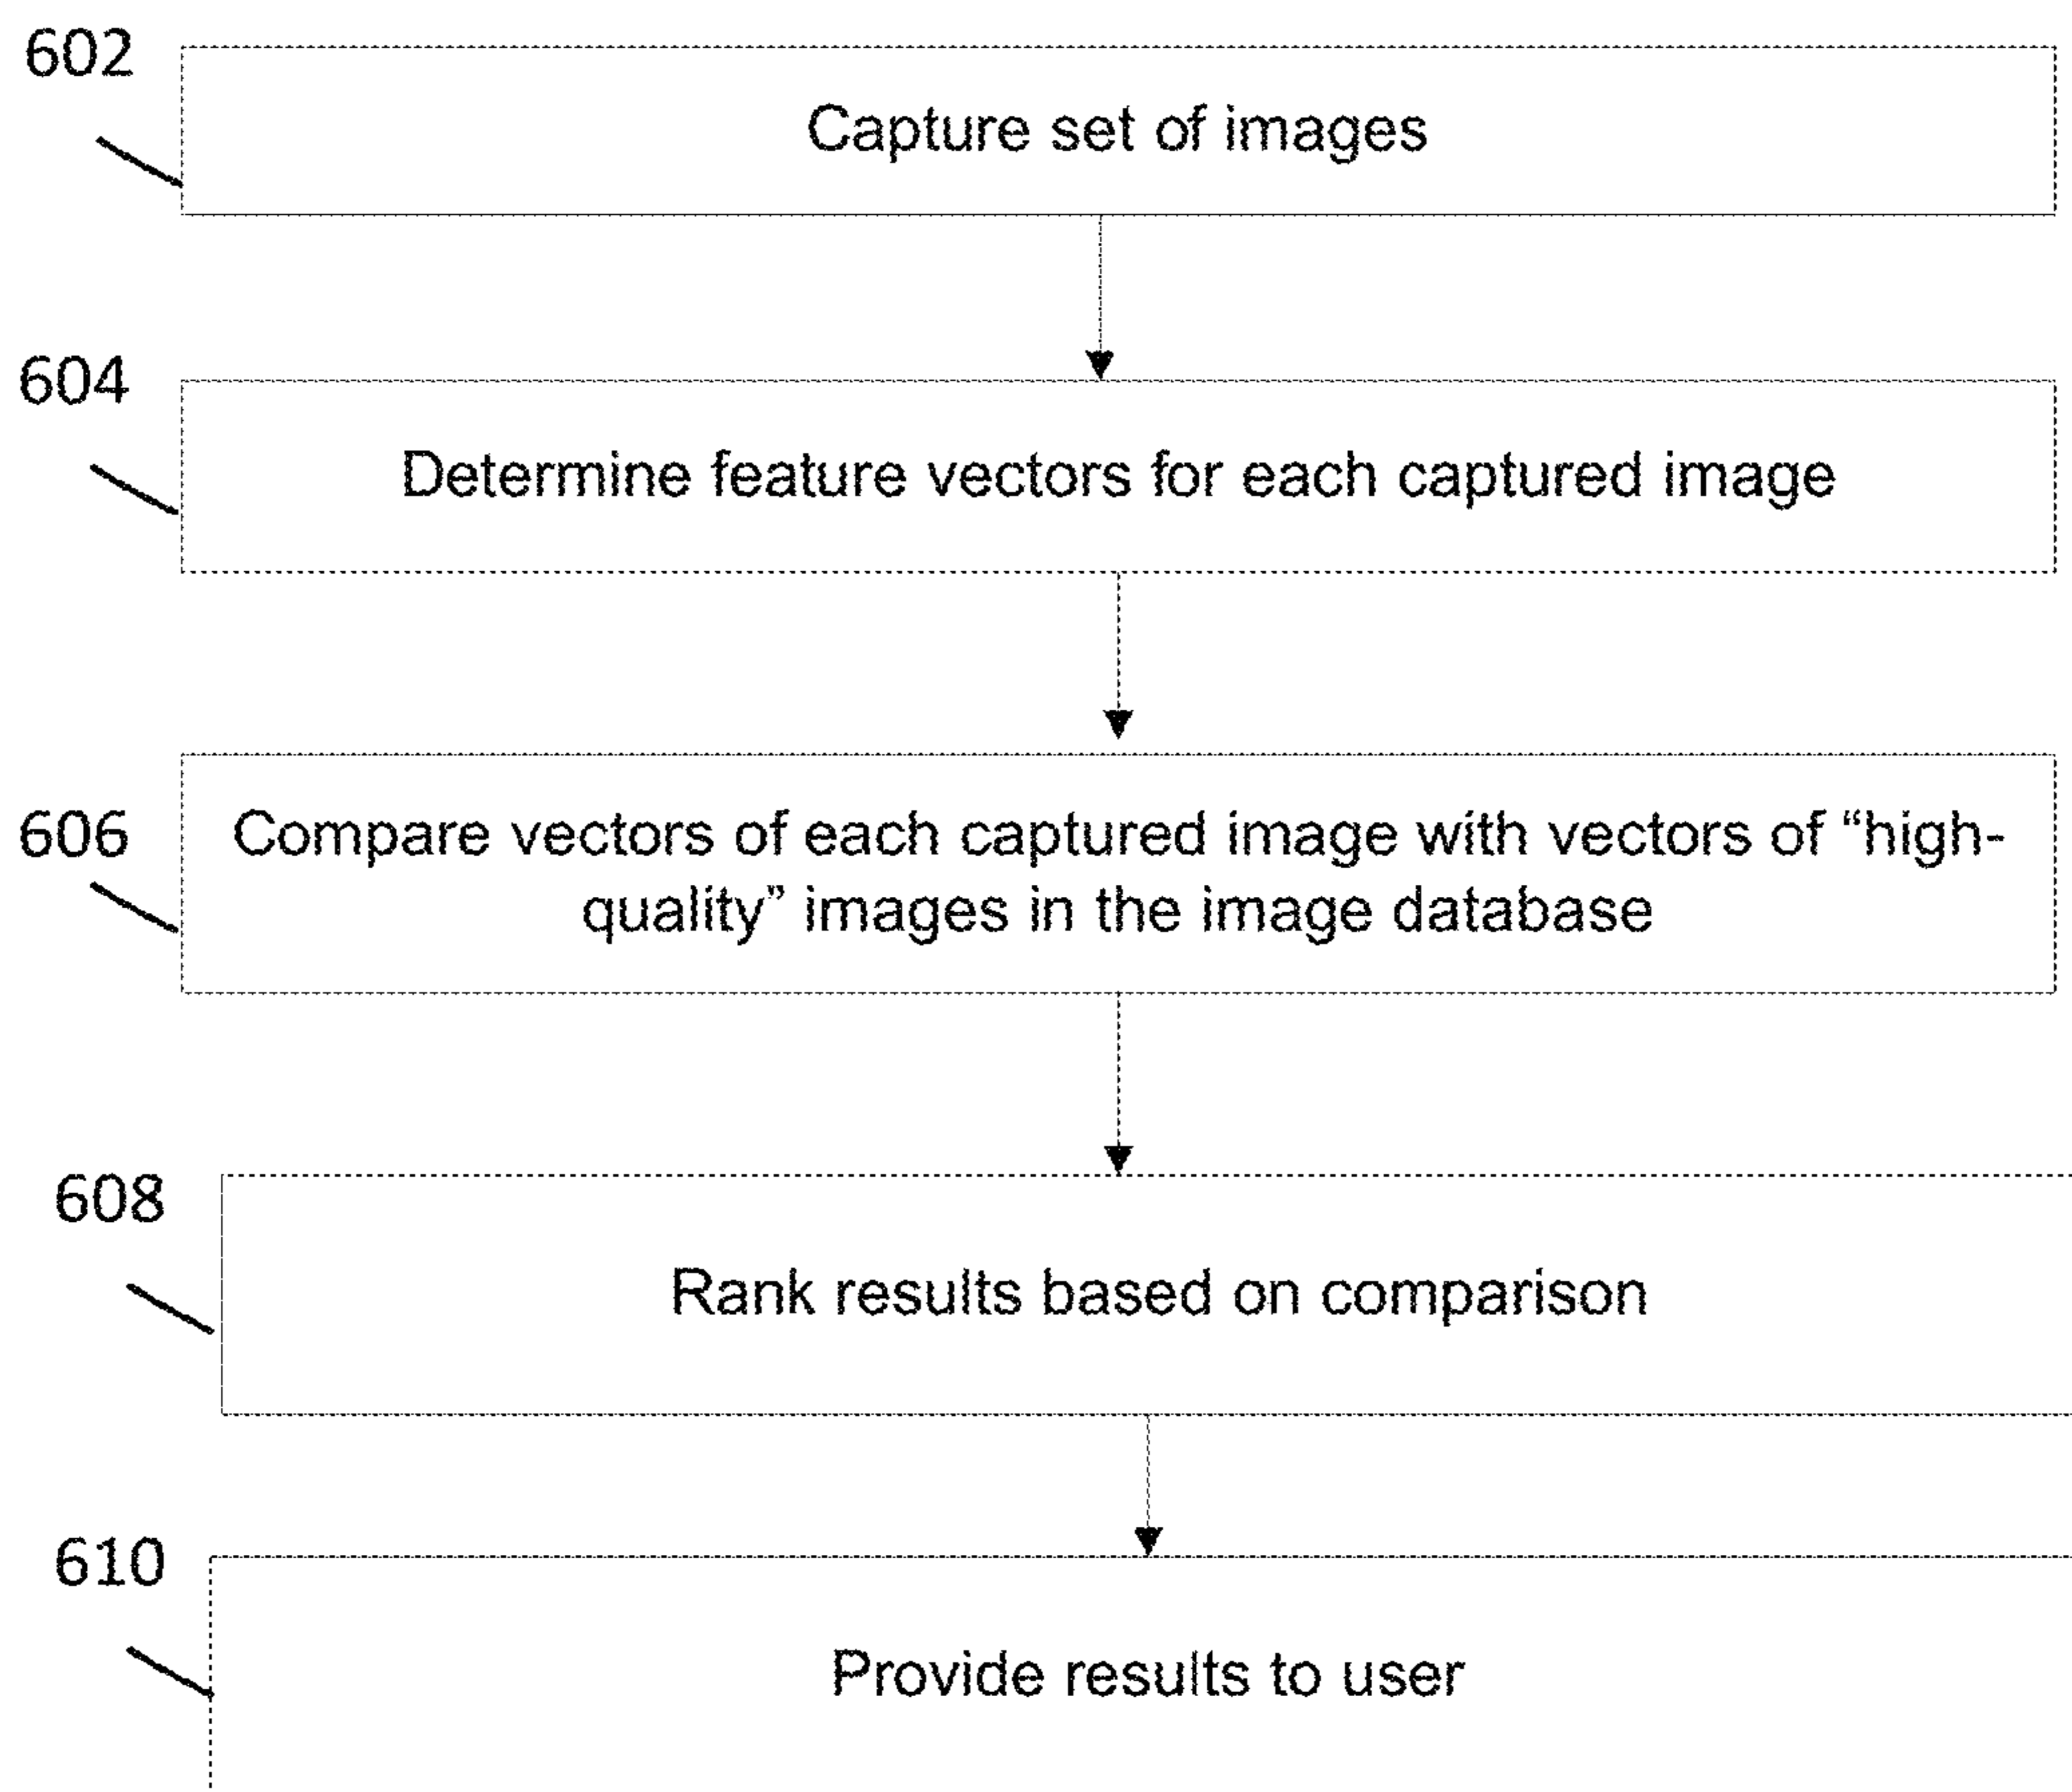 602
Capture set of images
604
Determine feature vectors for each captured image
606
Compare vectors of each captured image with vectors of “high-
quality” images in the image database
608
Rank results based on comparison
610
Provide results to user